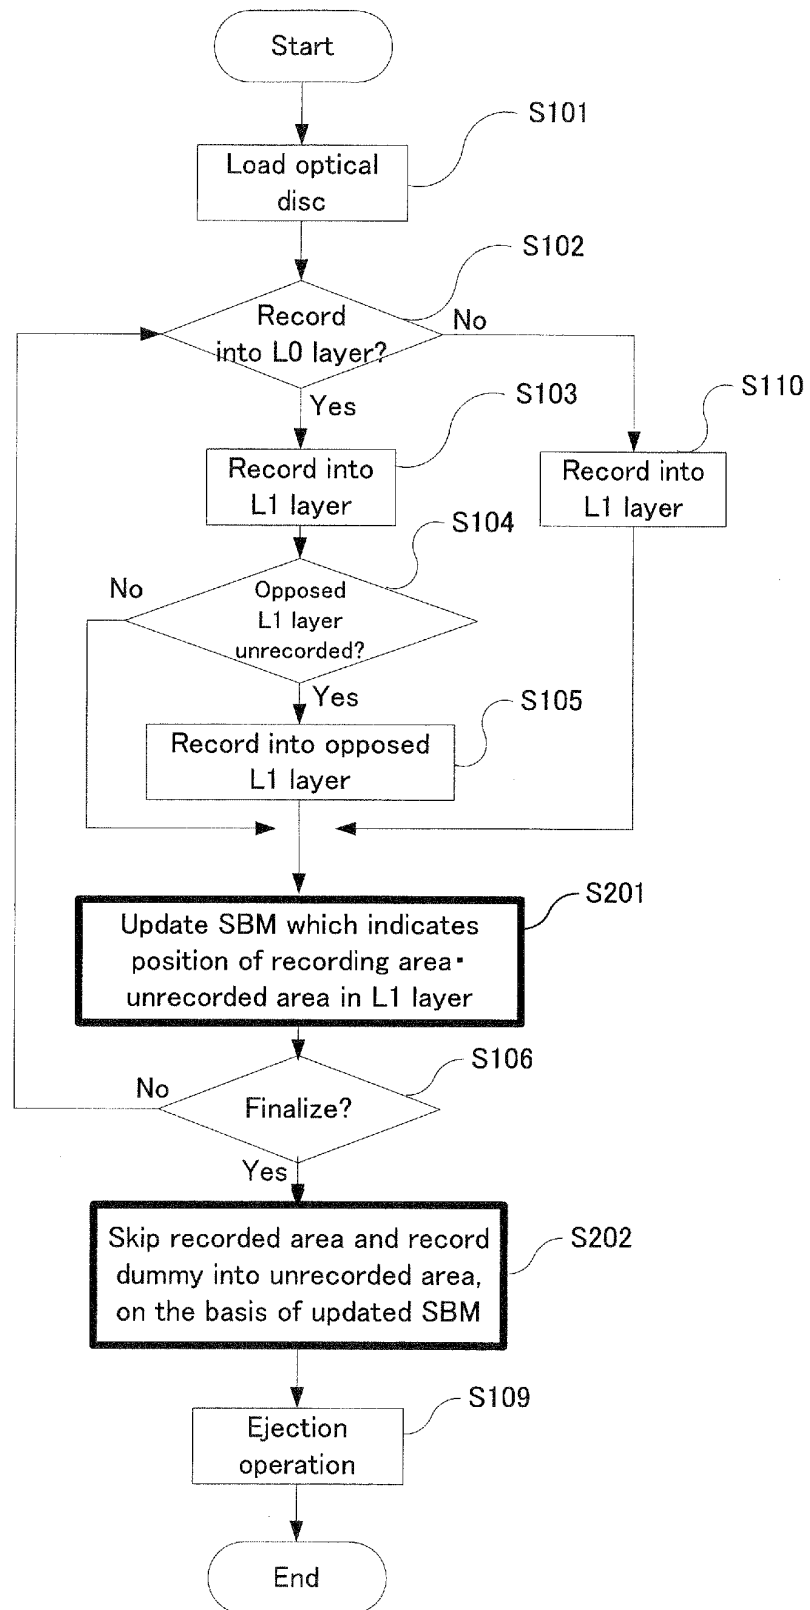 Start
S101
Load optical
disc
S102
Record
into L0 layer?
No
Yes
S103
S110
Record into
L1 layer
Record into
L1 layer
S104
No
Opposed
L1 layer
unrecorded?
Yes
S105
Record into opposed
L1 layer
S201
Update SBM which indicates
position of recording area·
unrecorded area in L1 layer
S106
No
Finalize?
Yes
S202
Skip recorded area and record
dummy into unrecorded area,
on the basis of updated SBM
S109
Ejection
operation
End